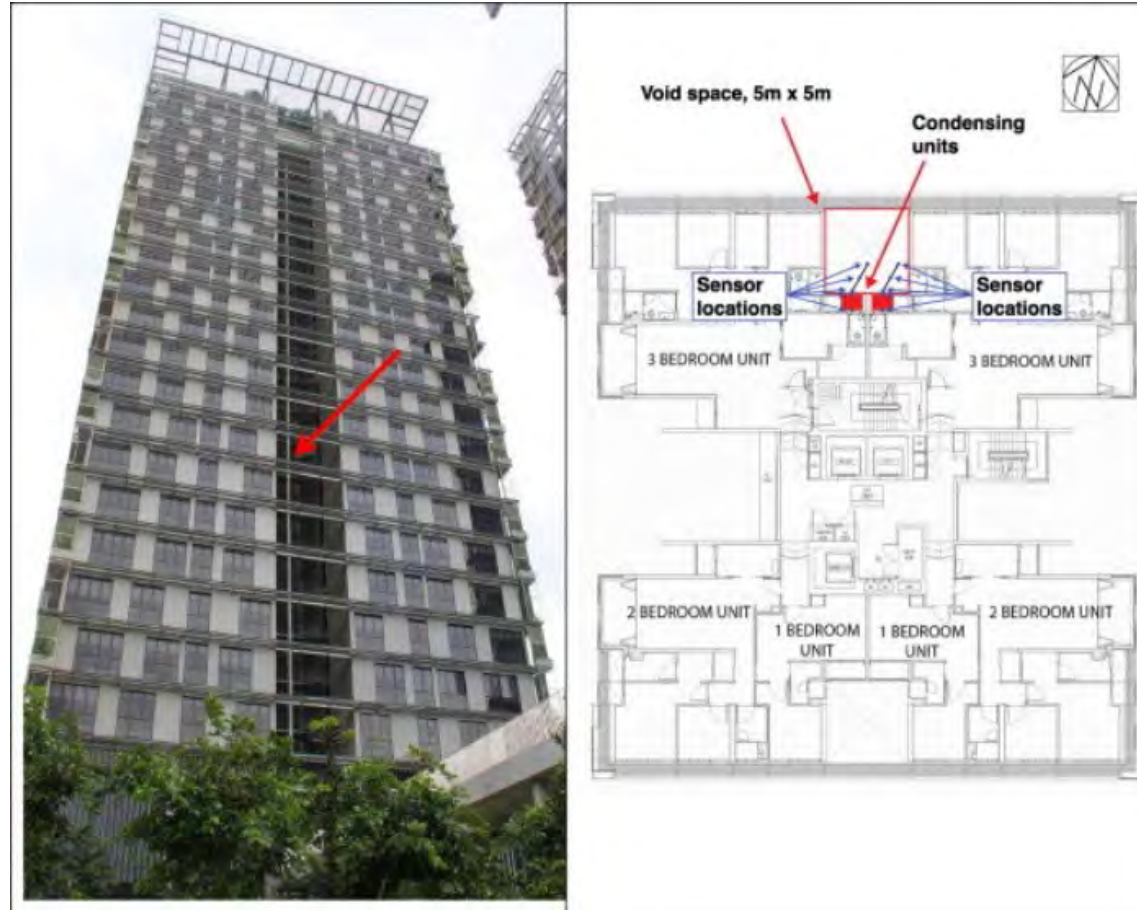 N
Void space, 5m x 5m
Condensing
units
Sensor
locations
Sensor
locations
3 BEDROOM UNIT
3 BEDROOM UNIT
2 BEDROOM UNIT
1 BEDROOM
UNIT
1 BEDROOM
UNIT
2 BEDROOM UNIT